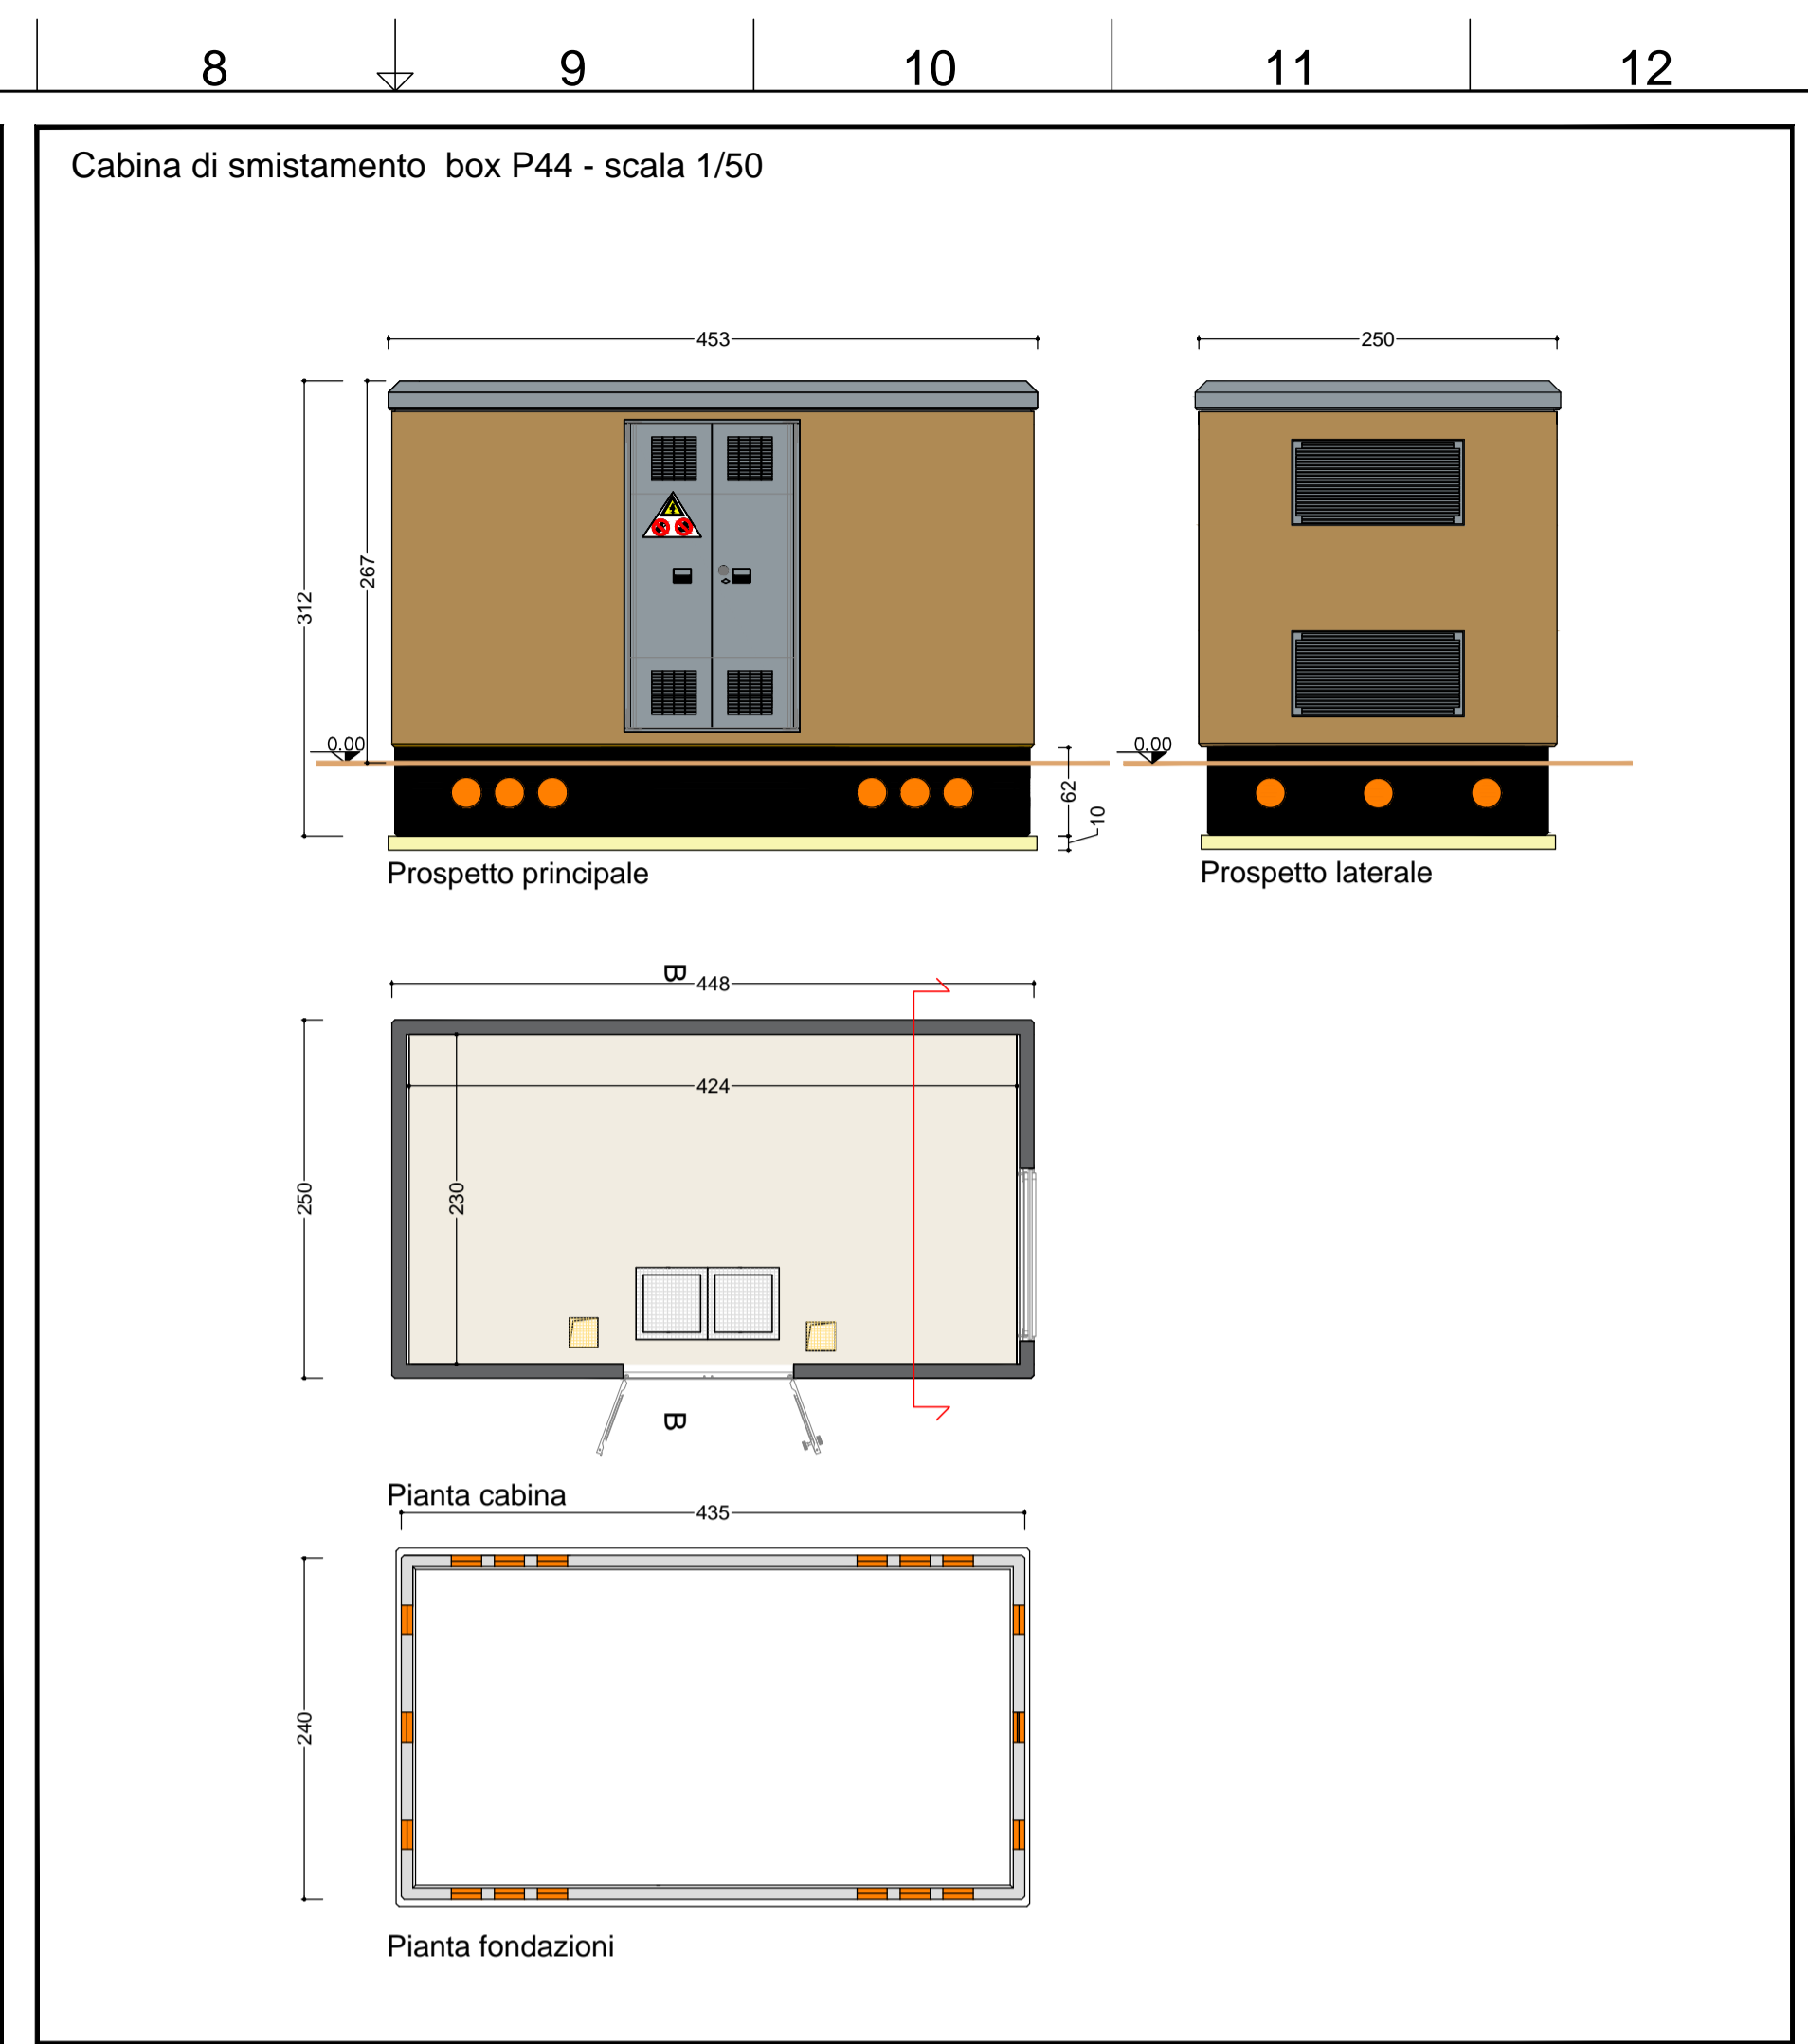 8 9 10 11 12
Cabina di smistamento box P44 - scala 1/50
453 250
312 267
0.00 0.00
62
10
Prospetto principale Prospetto laterale
B
448
424
250 230
B
Pianta cabina
435
240
Pianta fondazioni